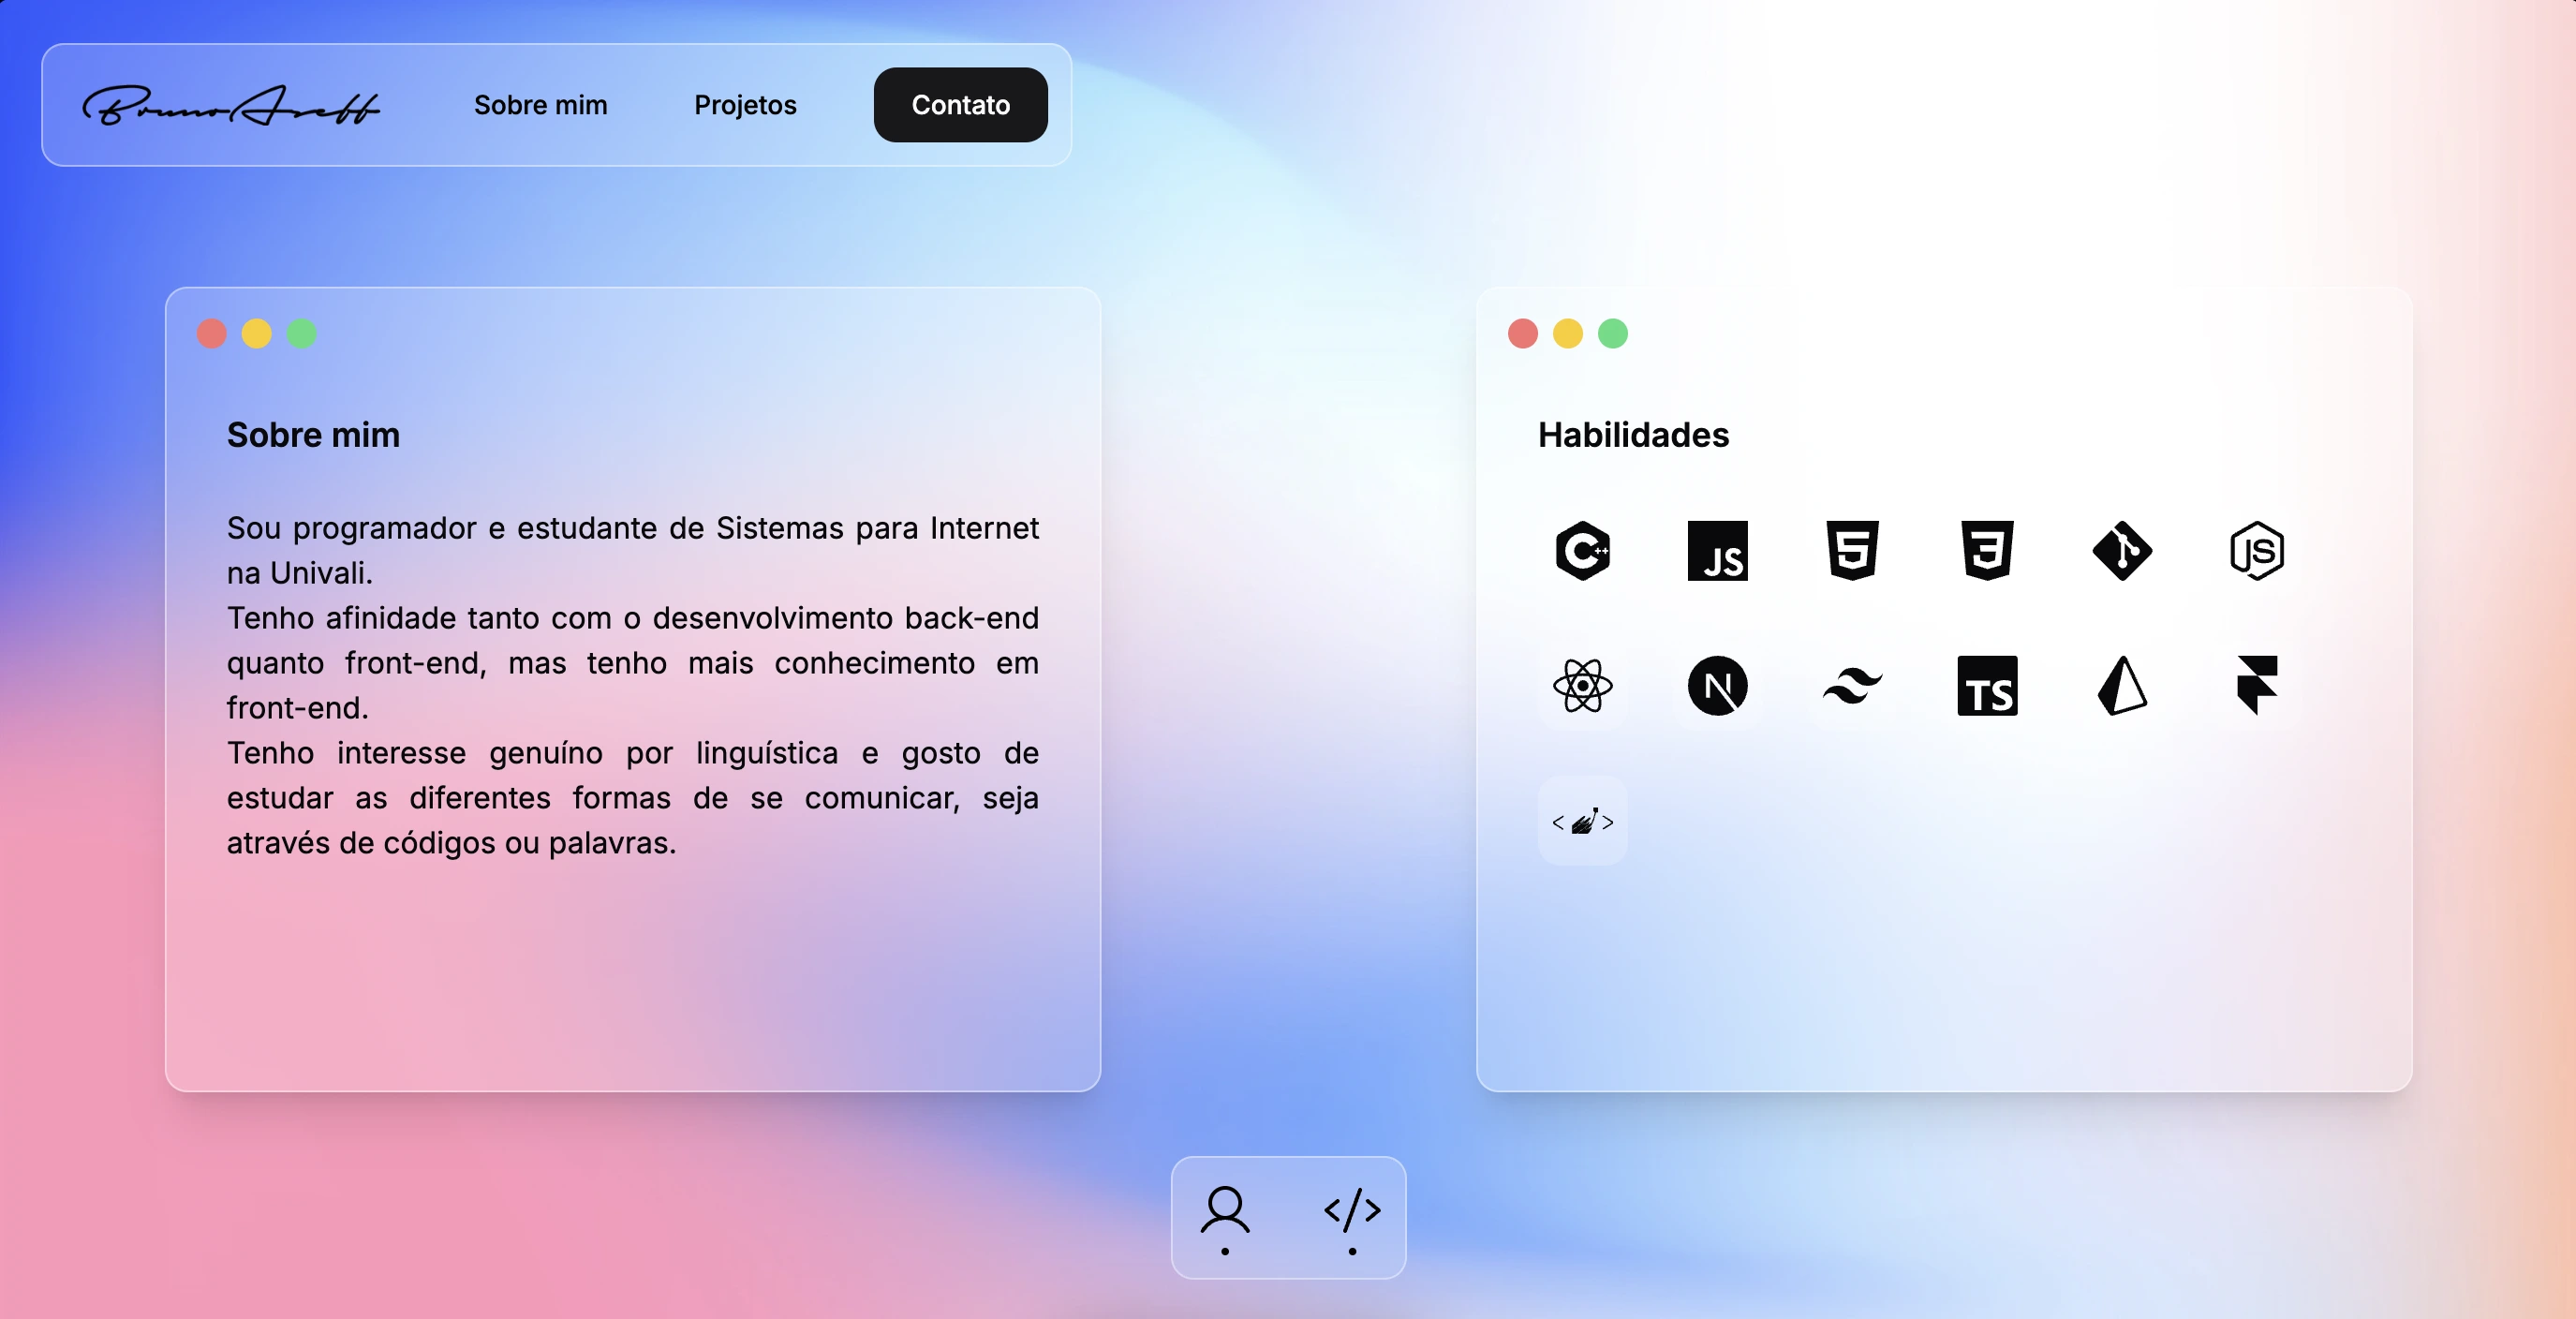 Bruno Areff
Sobre mim
Projetos
Contato
Sobre mim
Sou programador e estudante de Sistemas para Internet
na Univali.
Tenho afinidade tanto com o desenvolvimento back-end
quanto front-end, mas tenho mais conhecimento em
front-end.
Tenho interesse genuíno por linguística e gosto de
estudar as diferentes formas de se comunicar, seja
através de códigos ou palavras.
Habilidades
C++
JS
5
3
JS
N
TS